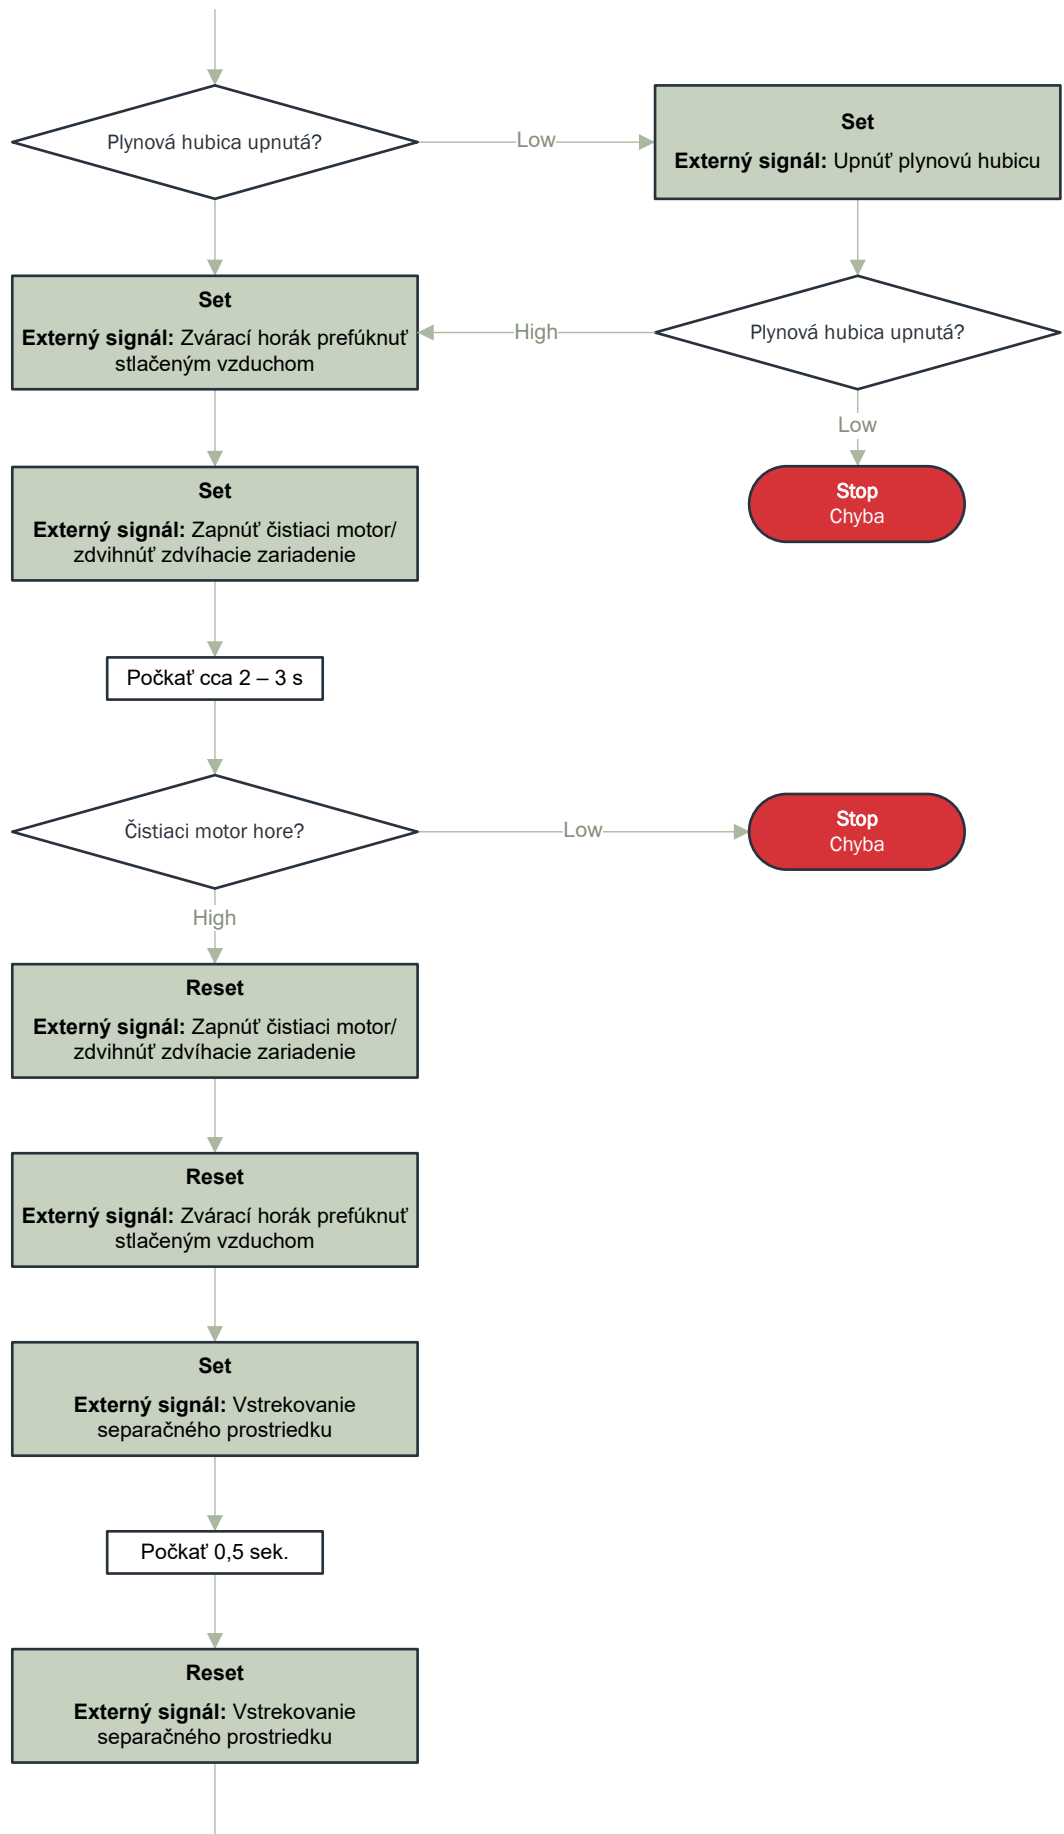 Plynová hubica upnutá?
Low
Set
Externý signál: Upnúť plynovú hubicu
Set
Externý signál: Zvárací horák prefúknuť
stlačeným vzduchom
High
Plynová hubica upnutá?
Low
Stop
Chyba
Set
Externý signál: Zapnúť čistiaci motor/
zdvihnúť zdvíhacie zariadenie
Počkať cca 2 – 3 s
Čistiaci motor hore?
Low
Stop
Chyba
High
Reset
Externý signál: Zapnúť čistiaci motor/
zdvihnúť zdvíhacie zariadenie
Reset
Externý signál: Zvárací horák prefúknuť
stlačeným vzduchom
Set
Externý signál: Vstrekovanie
separačného prostriedku
Počkať 0,5 sek.
Reset
Externý signál: Vstrekovanie
separačného prostriedku